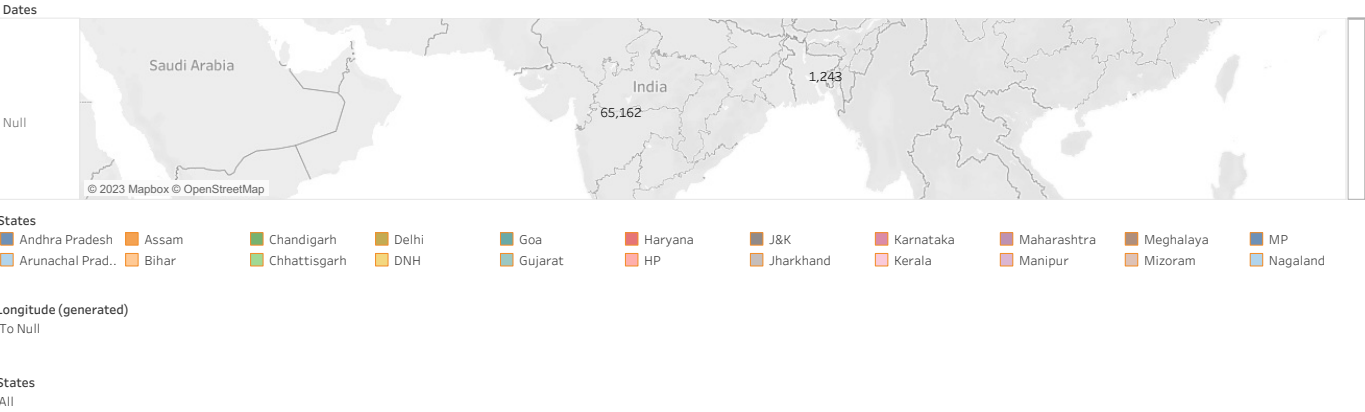 Dates
Saudi Arabia
India
1,243
65,162
Null
© 2023 Mapbox © OpenStreetMap
States
Andhra Pradesh Assam Chandigarh Delhi Goa Haryana J&K Karnataka Maharashtra Meghalaya MP
Arunachal Prad.. Bihar Chhattisgarh DNH Gujarat HP Jharkhand Kerala Manipur Mizoram Nagaland
Longitude (generated)
To Null
States
All